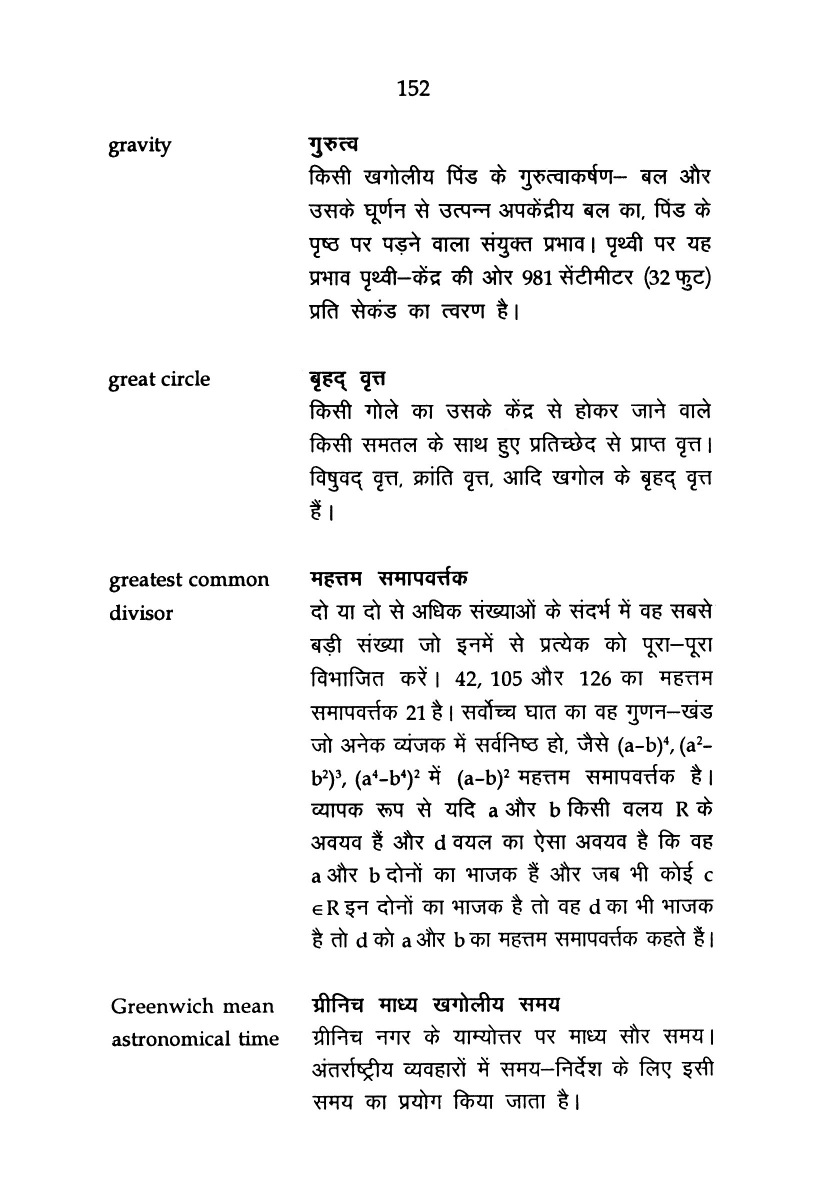 152
gravity गुरुत्व
किसी खगोलीय पिंड के गुरुत्वाकर्षण– बल और
उसके घूर्णन से उत्पन्न अपकेंद्रीय बल का, पिंड के
पृष्ठ पर पड़ने वाला संयुक्त प्रभाव। पृथ्वी पर यह
प्रभाव पृथ्वी–केंद्र की ओर 981 सेंटीमीटर (32 फुट)
प्रति सेकंड का त्वरण है।
great circle बृहद् वृत्त
किसी गोले का उसके केंद्र से होकर जाने वाले
किसी समतल के साथ हुए प्रतिच्छेद से प्राप्त वृत्त।
विषुवद् वृत्त, क्रांति वृत्त, आदि खगोल के बृहद् वृत्त
हैं।
greatest common महत्तम समापवर्त्तक
divisor दो या दो से अधिक संख्याओं के संदर्भ में वह सबसे
बड़ी संख्या जो इनमें से प्रत्येक को पूरा–पूरा
विभाजित करें। 42, 105 और 126 का महत्तम
समापवर्त्तक 21 है। सर्वोच्च घात का वह गुणन–खंड
जो अनेक व्यंजक में सर्वनिष्ठ हो, जैसे (a–b)⁴, (a²–
b²)³, (a⁴–b⁴)² में (a–b)² महत्तम समापवर्त्तक है।
व्यापक रूप से यदि a और b किसी वलय R के
अवयव हैं और d वयल का ऐसा अवयव है कि वह
a और b दोनों का भाजक हैं और जब भी कोई c
∈R इन दोनों का भाजक है तो वह d का भी भाजक
है तो d को a और b का महत्तम समापवर्त्तक कहते हैं।
Greenwich mean ग्रीनिच माध्य खगोलीय समय
astronomical time ग्रीनिच नगर के याम्योत्तर पर माध्य सौर समय।
अंतर्राष्ट्रीय व्यवहारों में समय–निर्देश के लिए इसी
समय का प्रयोग किया जाता है।